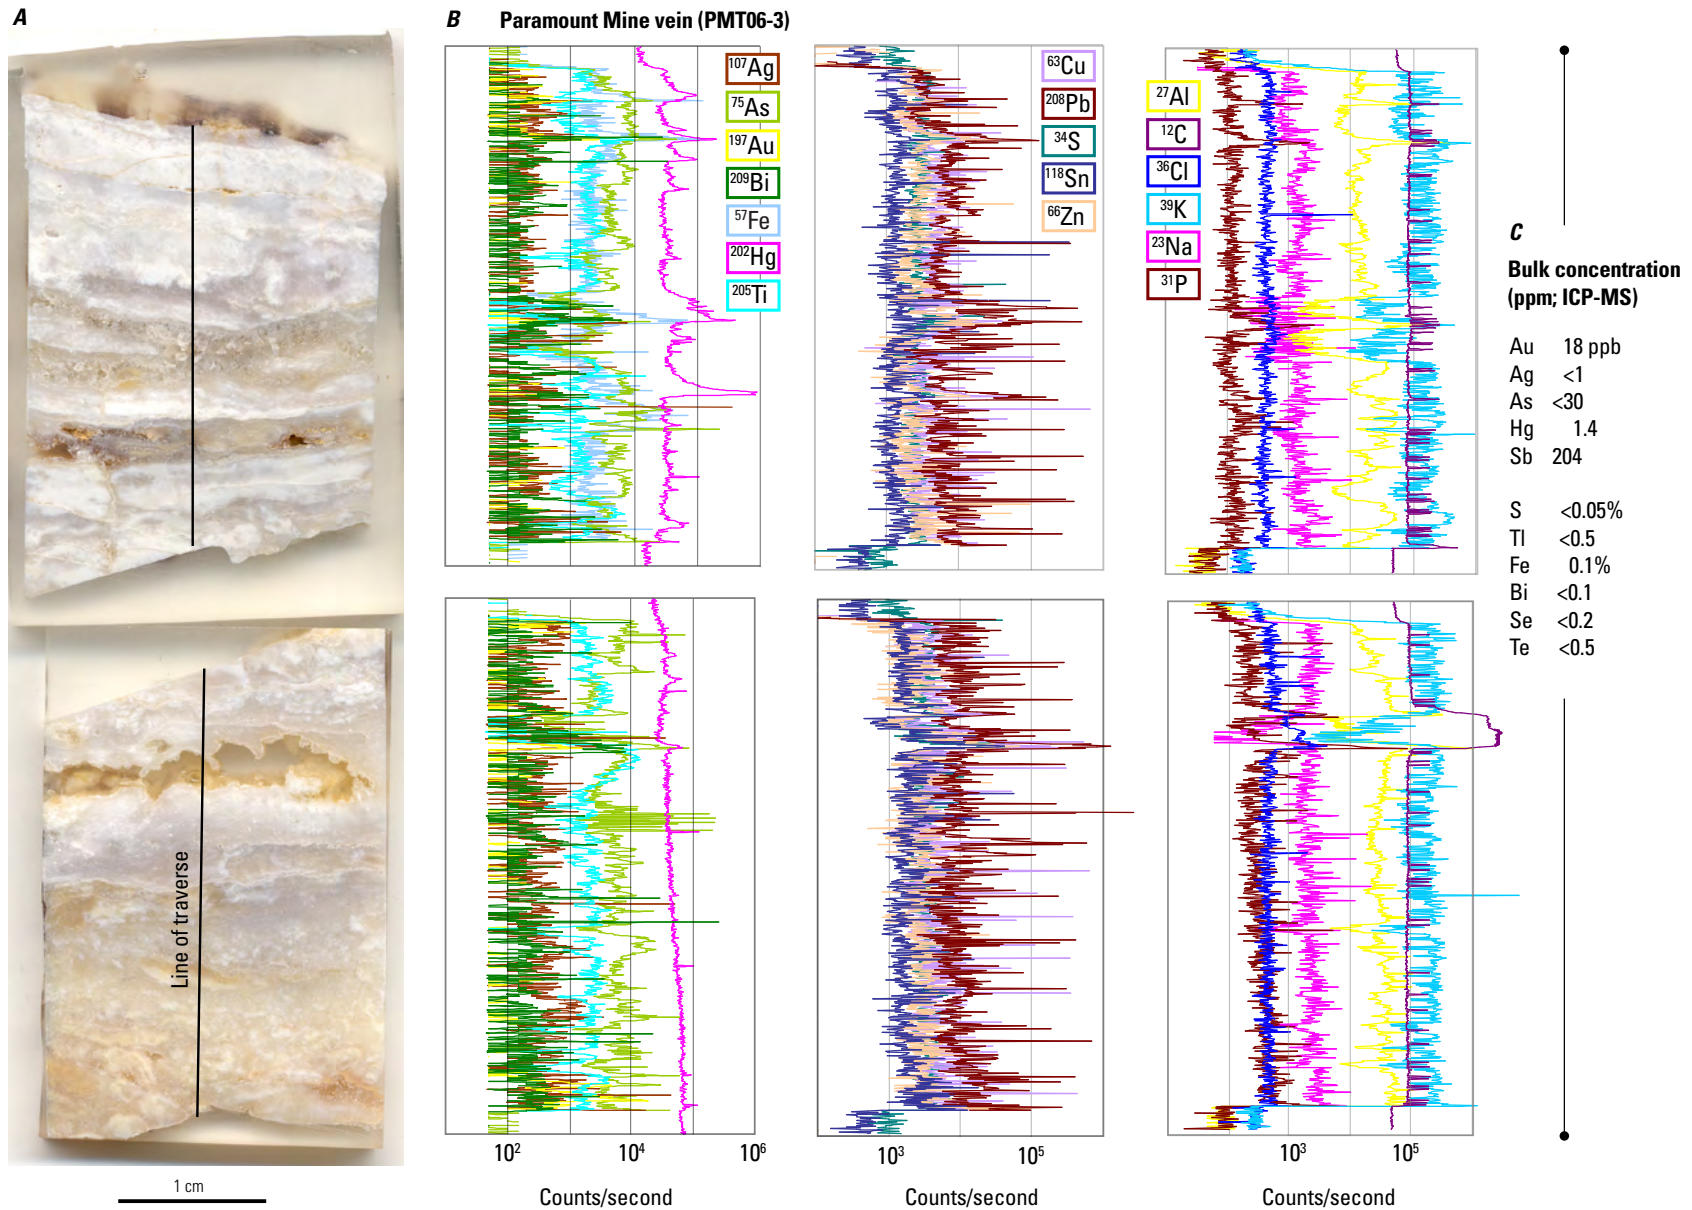 A
B Paramount Mine vein (PMT06-3)
¹⁰⁷Ag
⁷⁵As
¹⁹⁷Au
²⁰⁹Bi
⁵⁷Fe
²⁰²Hg
²⁰⁵Ti
⁶³Cu
²⁰⁸Pb
³⁴S
¹¹⁸Sn
⁶⁶Zn
²⁷Al
¹²C
³⁶Cl
³⁹K
²³Na
³¹P
C
Bulk concentration
(ppm; ICP-MS)
Au 18 ppb
Ag <1
As <30
Hg 1.4
Sb 204
S <0.05%
Tl <0.5
Fe 0.1%
Bi <0.1
Se <0.2
Te <0.5
Line of traverse
10² 10⁴ 10⁶
10³ 10⁵
10³ 10⁵
1 cm
Counts/second
Counts/second
Counts/second